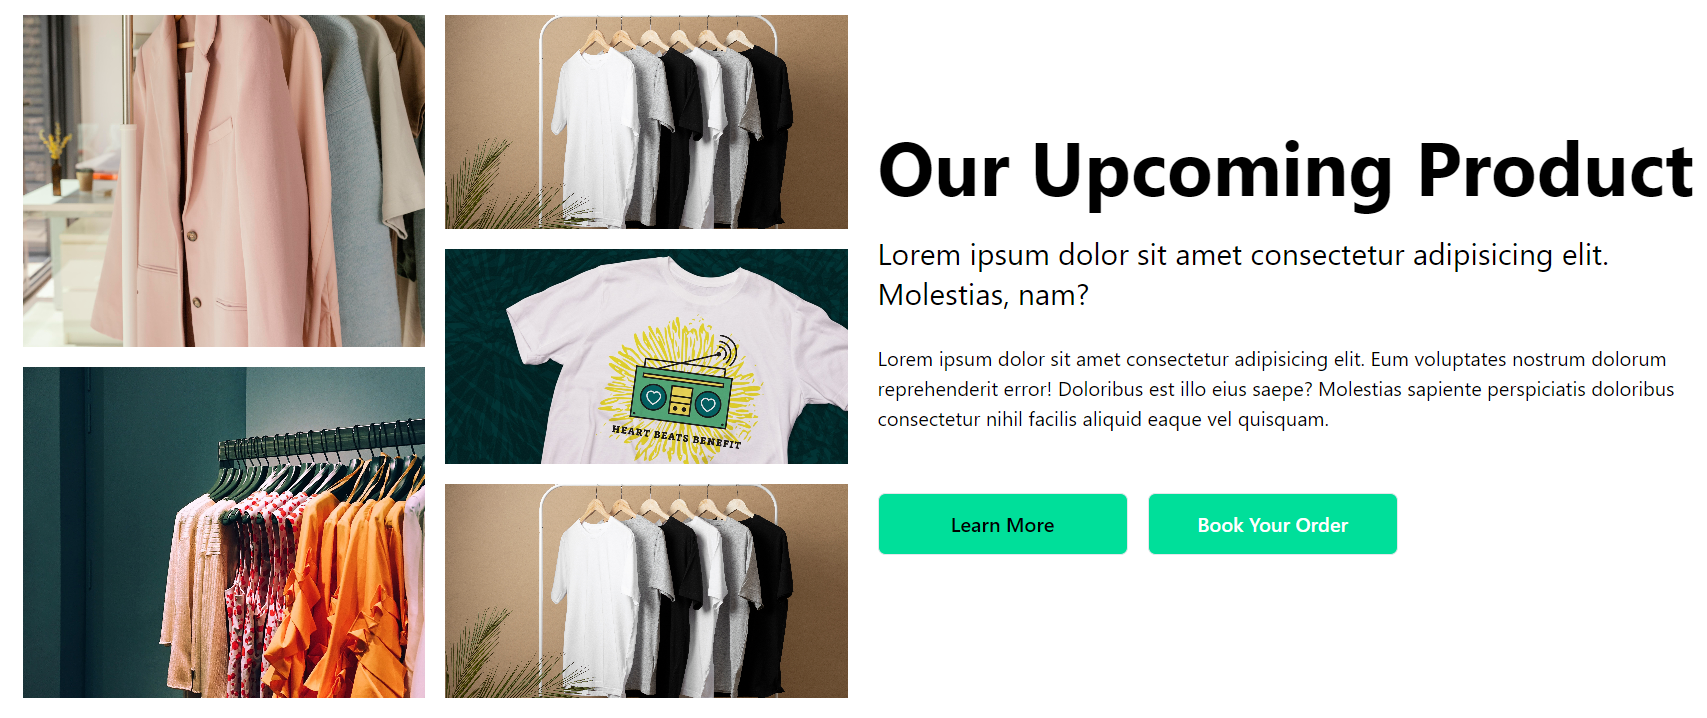 Our Upcoming Product
Lorem ipsum dolor sit amet consectetur adipisicing elit.
Molestias, nam?
Lorem ipsum dolor sit amet consectetur adipisicing elit. Eum voluptates nostrum dolorum
reprehenderit error! Doloribus est illo eius saepe? Molestias sapiente perspiciatis doloribus
consectetur nihil facilis aliquid eaque vel quisquam.
Learn More
Book Your Order
HEART BEATS BENEFIT